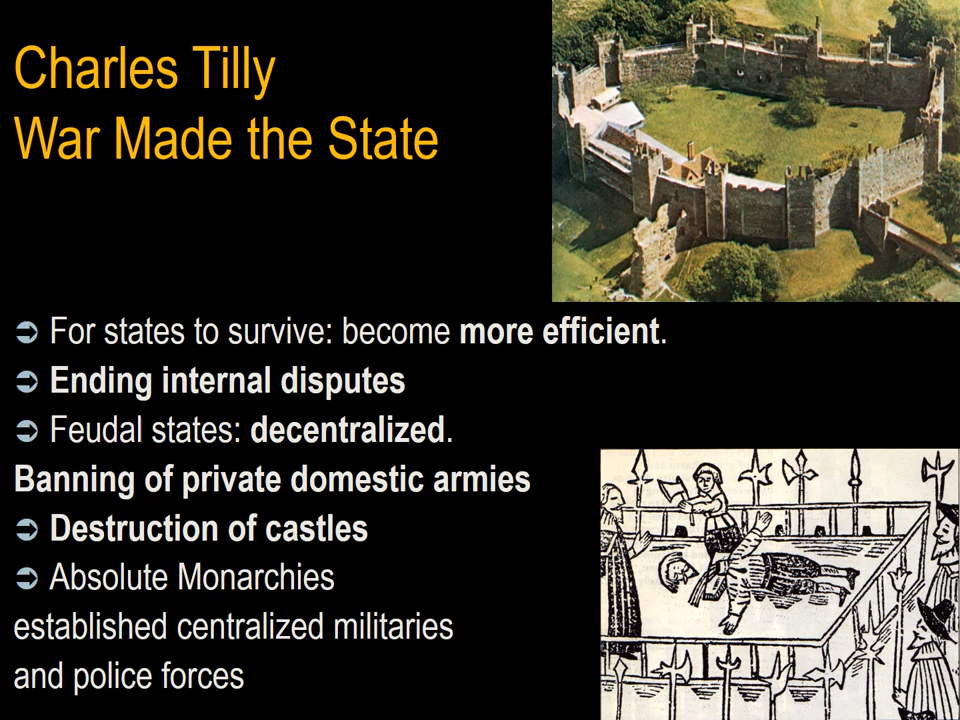 Charles Tilly
War Made the State
For states to survive: become more efficient.
Ending internal disputes
Feudal states: decentralized.
Banning of private domestic armies
Destruction of castles
Absolute Monarchies
established centralized militaries
and police forces